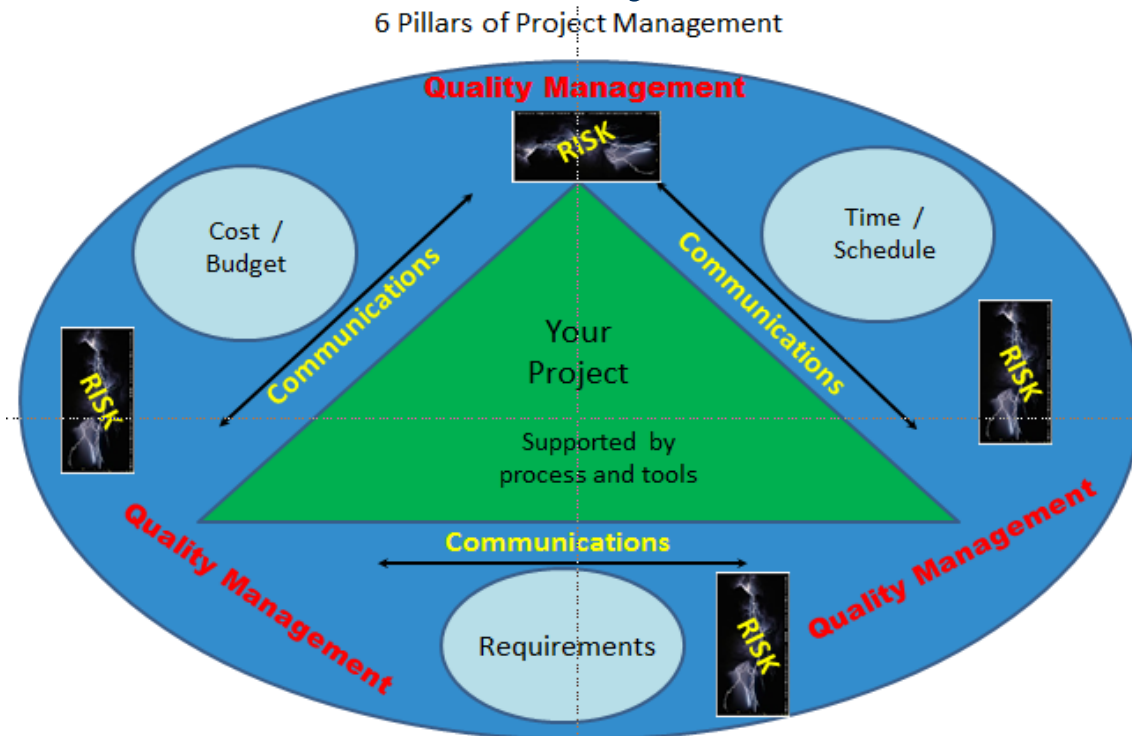 6 Pillars of Project Management
Quality Management
RISK
Cost /
Budget
Time /
Schedule
Communications
Communications
Your
Project
RISK
RISK
Supported by
process and tools
Quality Management
Quality Management
Communications
Requirements
RISK